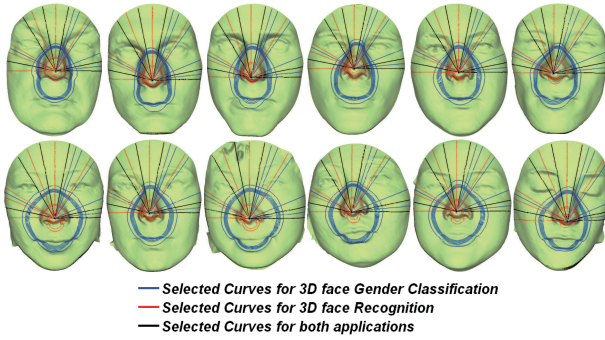 Selected Curves for 3D face Gender Classification
Selected Curves for 3D face Recognition
Selected Curves for both applications